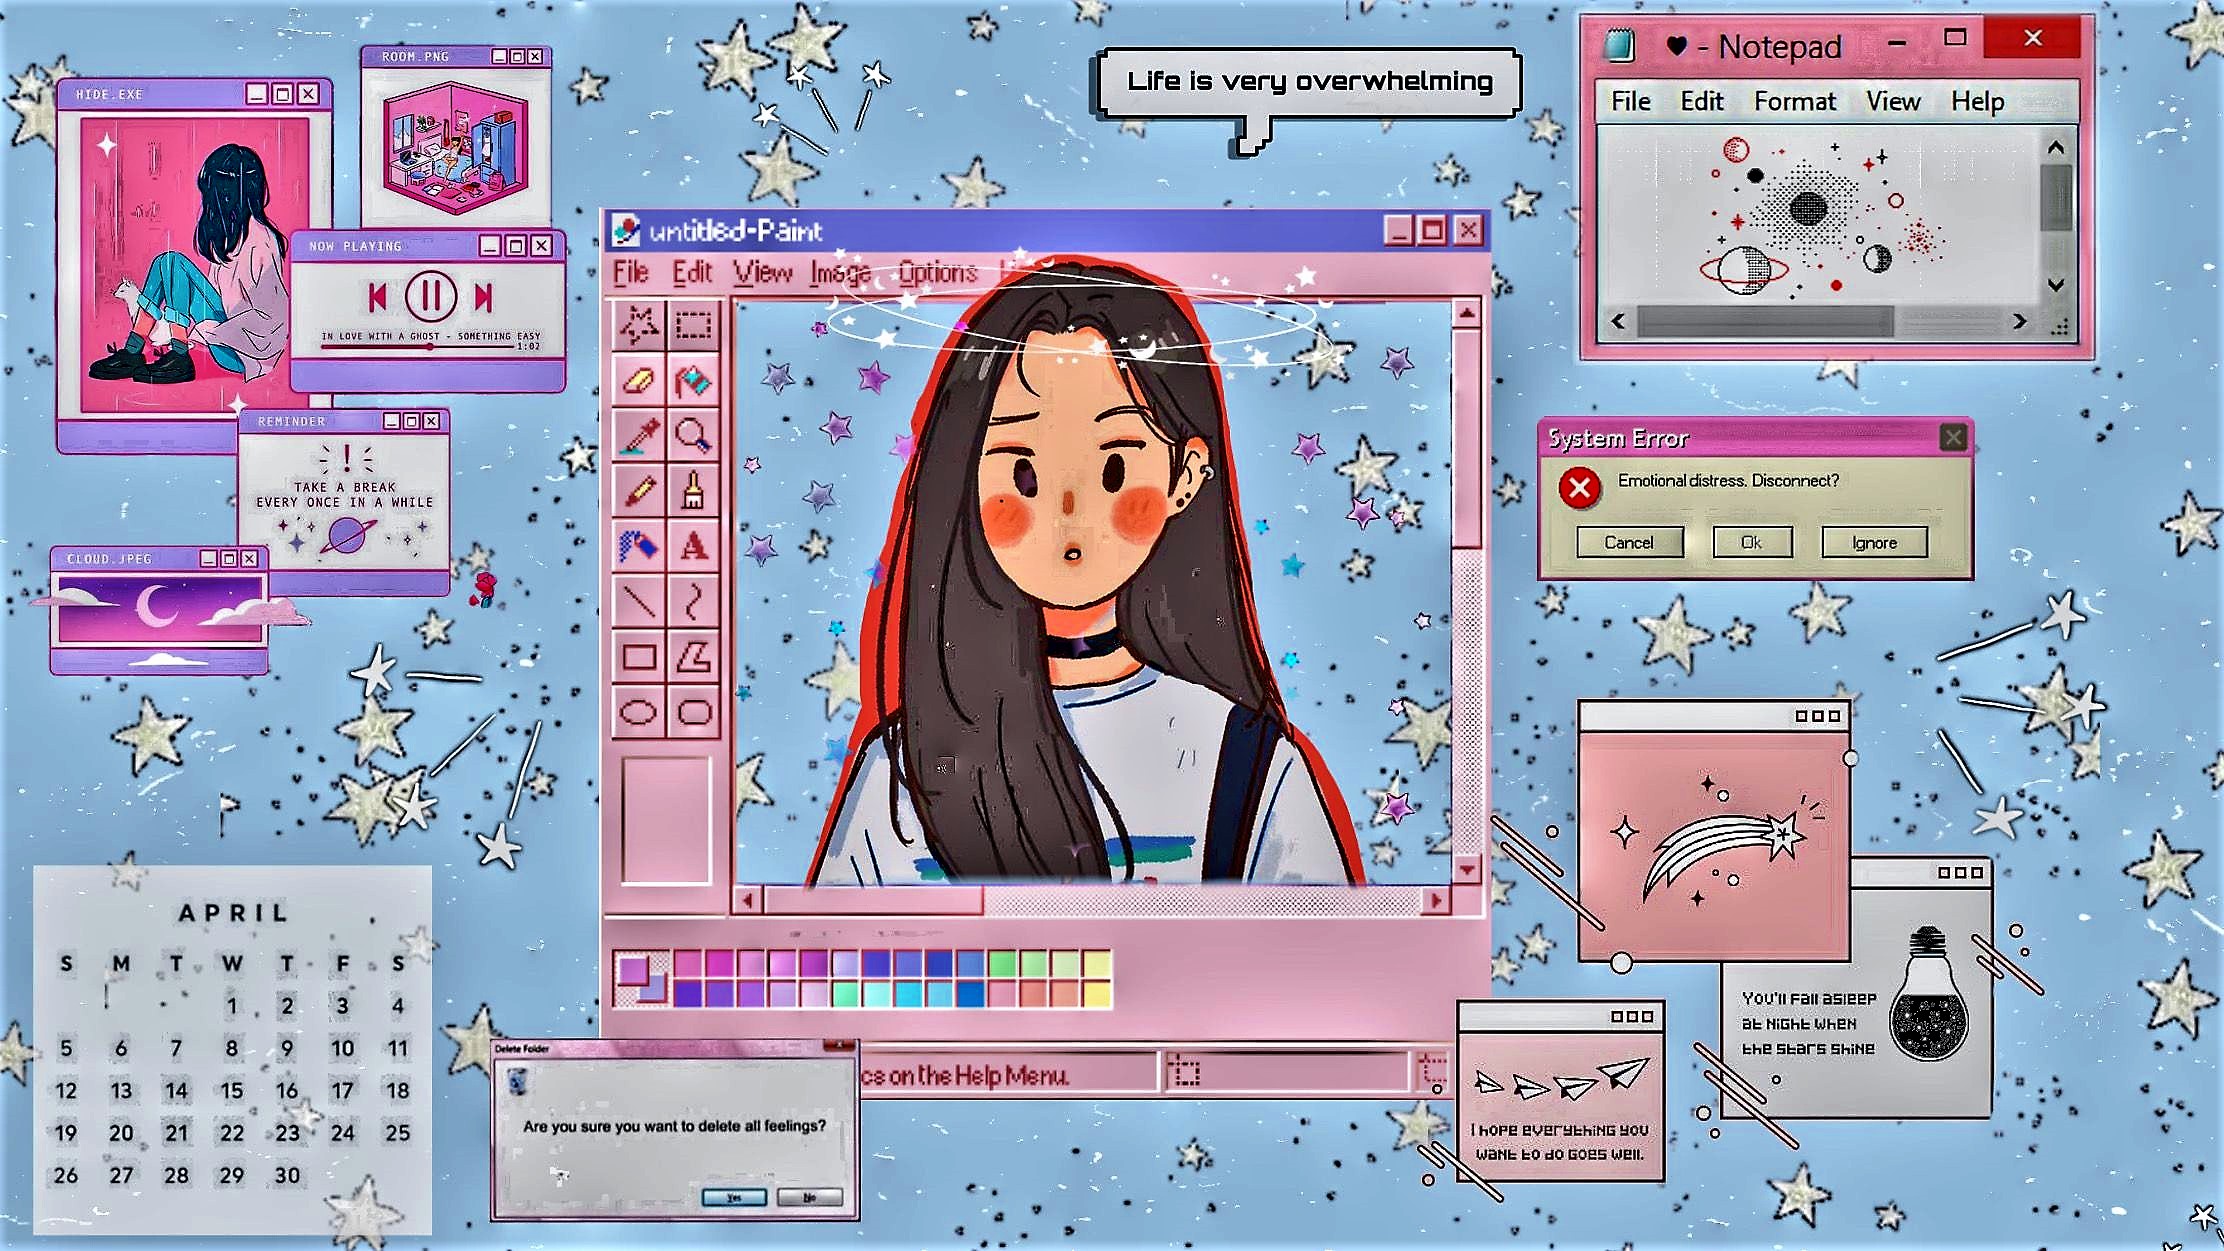 HIDE.EXE
ROOM.PNG
NOW PLAYING
IN LOVE WITH A GHOST - SOMETHING EASY
1:02
REMINDER
!
TAKE A BREAK
EVERY ONCE IN A WHILE
CLOUD.JPEG
Life is very overwhelming
♥ - Notepad
File Edit Format View Help
untitled-Paint
File Edit View Image Options
A
System Error
Emotional distress. Disconnect?
Cancel Ok Ignore
APRIL
S M T W T F S
1 2 3 4
5 6 7 8 9 10 11
12 13 14 15 16 17 18
19 20 21 22 23 24 25
26 27 28 29 30
Delete Folder
Are you sure you want to delete all feelings?
Yes No
cs on the Help Menu.
You'll fall asleep
at night when
the stars shine
I hope everything you
want to do goes well.